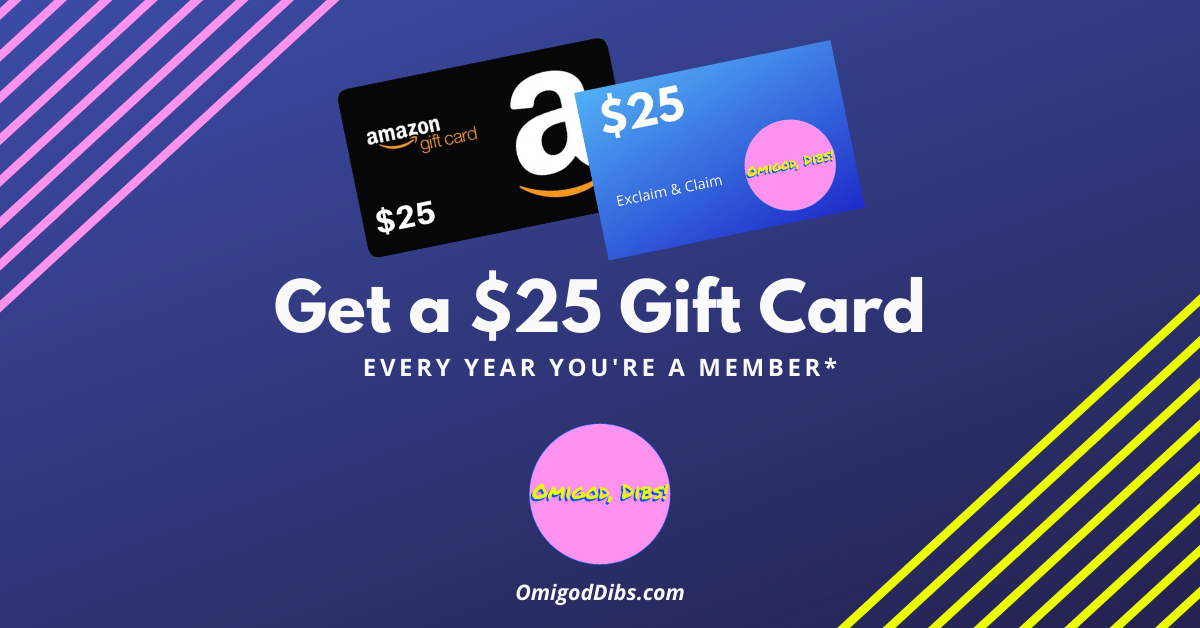 amazon
gift card
$25
a
$25
Exclaim & Claim
Omigod, Dibs!
Get a $25 Gift Card
EVERY YEAR YOU'RE A MEMBER*
Omigod, Dibs!
OmigodDibs.com